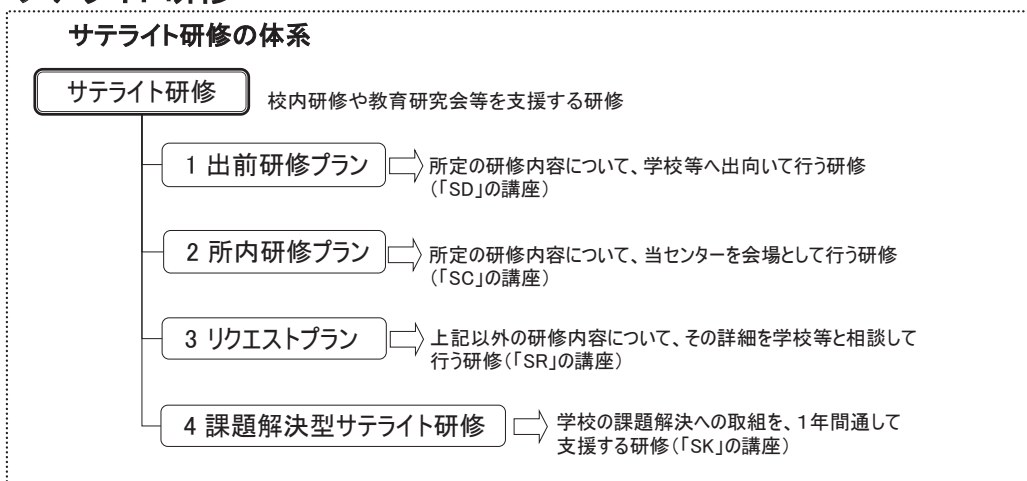 サテライト研修の体系
サテライト研修
校内研修や教育研究会等を支援する研修
1 出前研修プラン
所定の研修内容について、学校等へ出向いて行う研修
(「SD」の講座)
2 所内研修プラン
所定の研修内容について、当センターを会場として行う研修
(「SC」の講座)
3 リクエストプラン
上記以外の研修内容について、その詳細を学校等と相談して
行う研修(「SR」の講座)
4 課題解決型サテライト研修
学校の課題解決への取組を、1年間通して
支援する研修(「SK」の講座)